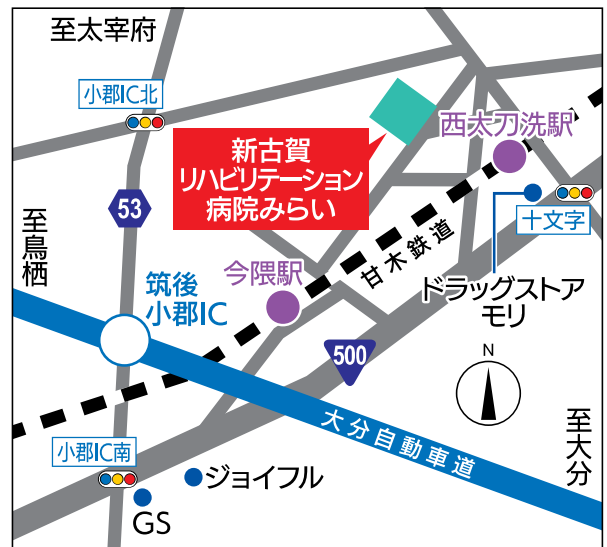 至太宰府
小郡IC北
西太刀洗駅
新古賀
リハビリテーション
病院みらい
53
十文字
至鳥栖
甘木鉄道
今隈駅
筑後
小郡IC
ドラッグストア
モリ
500
N
大分自動車道
至大分
小郡IC南
ジョイフル
GS